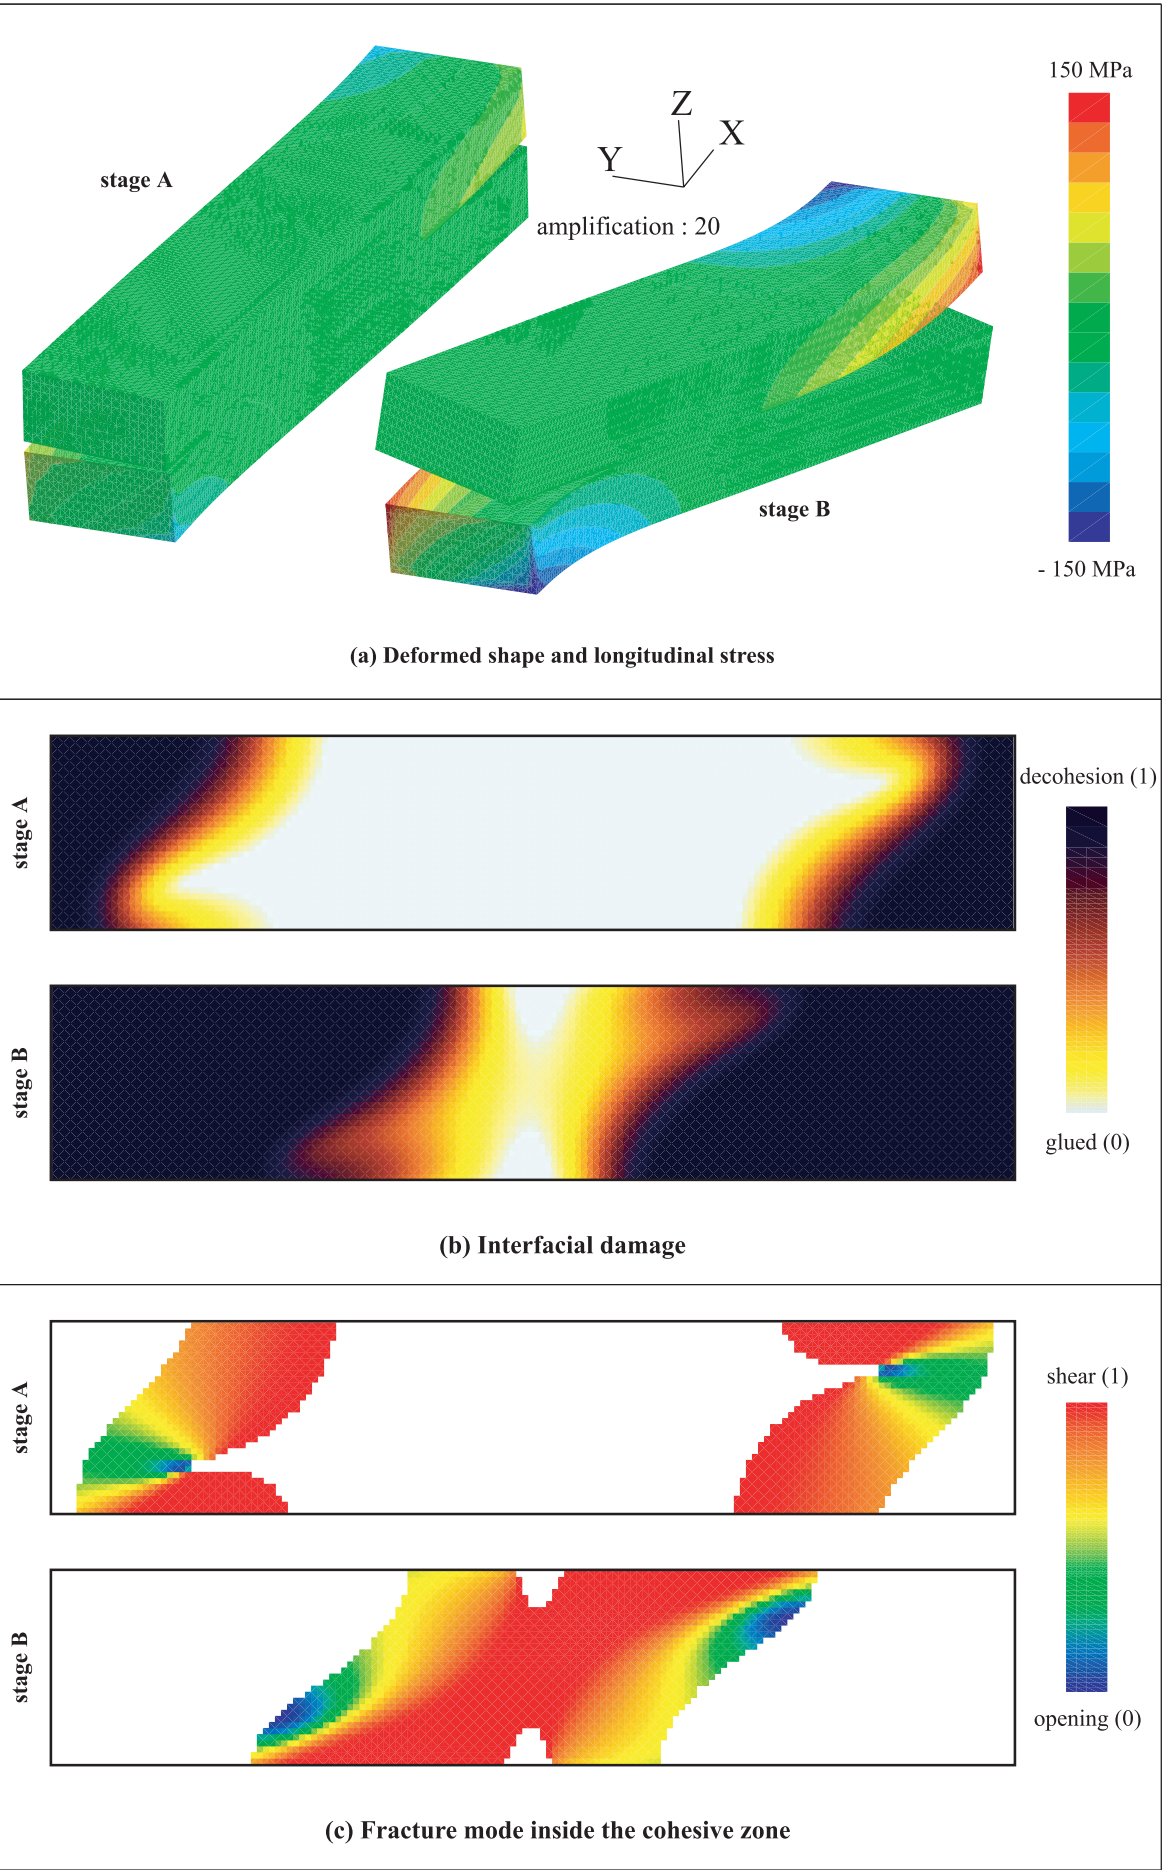 150 MPa
Z
X
Y
stage A
amplification : 20
stage B
- 150 MPa
(a) Deformed shape and longitudinal stress
decohesion (1)
stage A
stage B
glued (0)
(b) Interfacial damage
shear (1)
stage A
stage B
opening (0)
(c) Fracture mode inside the cohesive zone